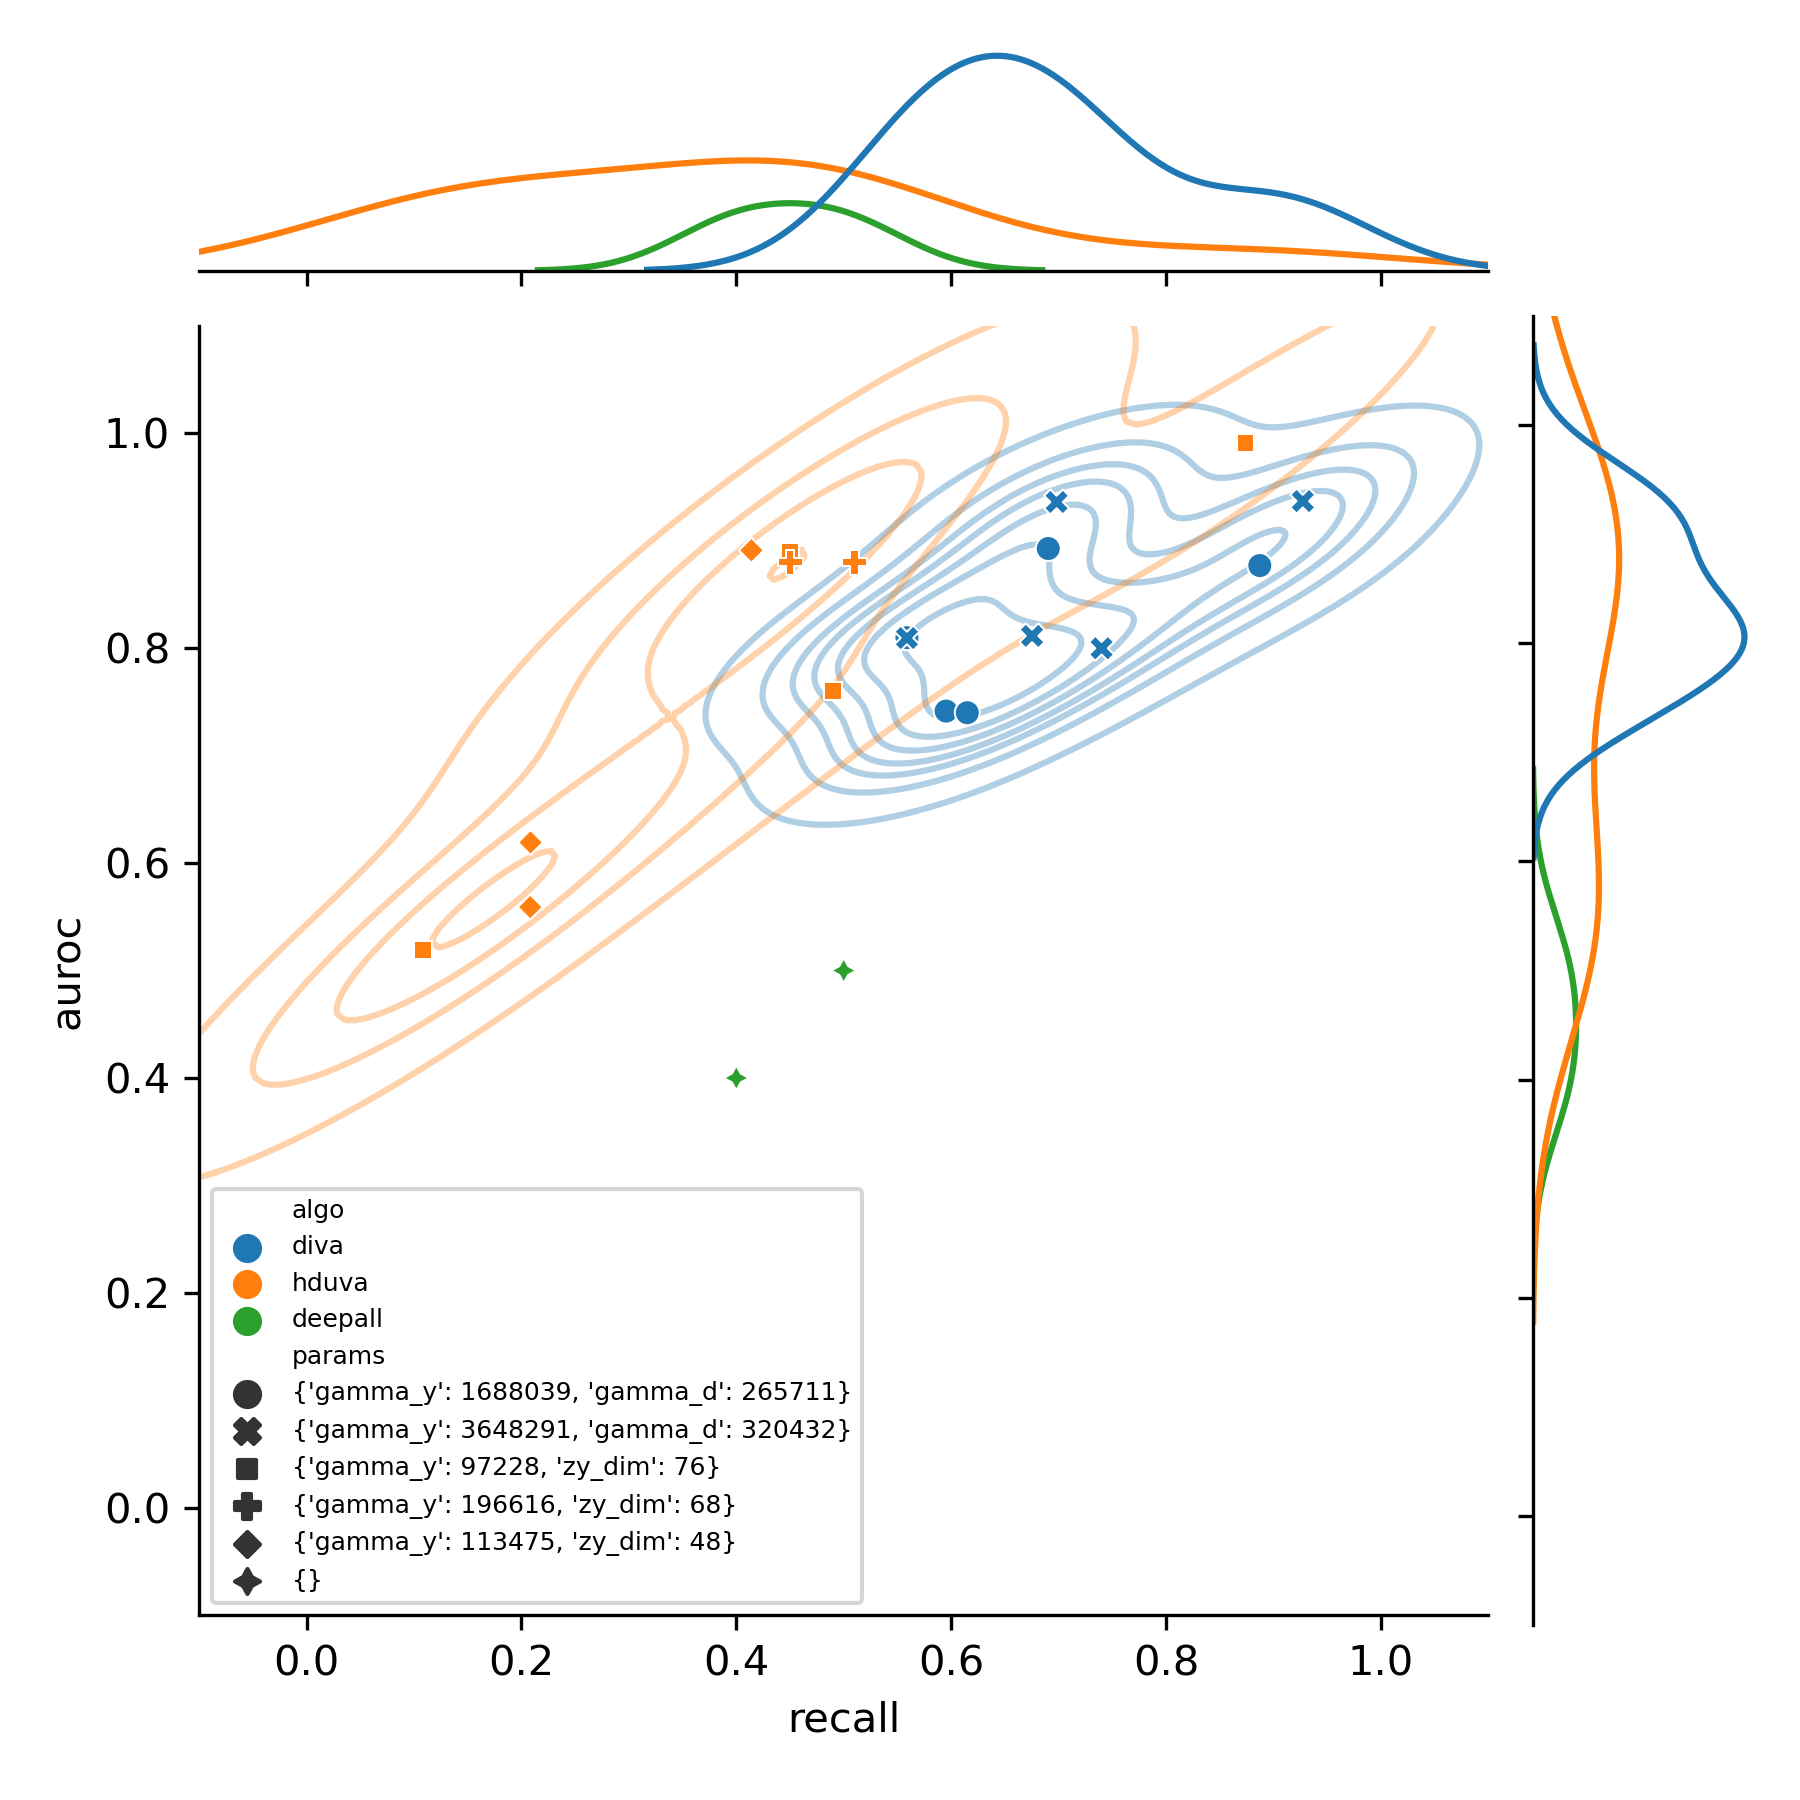 1.0
0.8
0.6
0.4
0.2
0.0
auroc
algo
diva
hduva
deepall
params
{'gamma_y': 1688039, 'gamma_d': 265711}
{'gamma_y': 3648291, 'gamma_d': 320432}
{'gamma_y': 97228, 'zy_dim': 76}
{'gamma_y': 196616, 'zy_dim': 68}
{'gamma_y': 113475, 'zy_dim': 48}
{}
0.0 0.2 0.4 0.6 0.8 1.0
recall